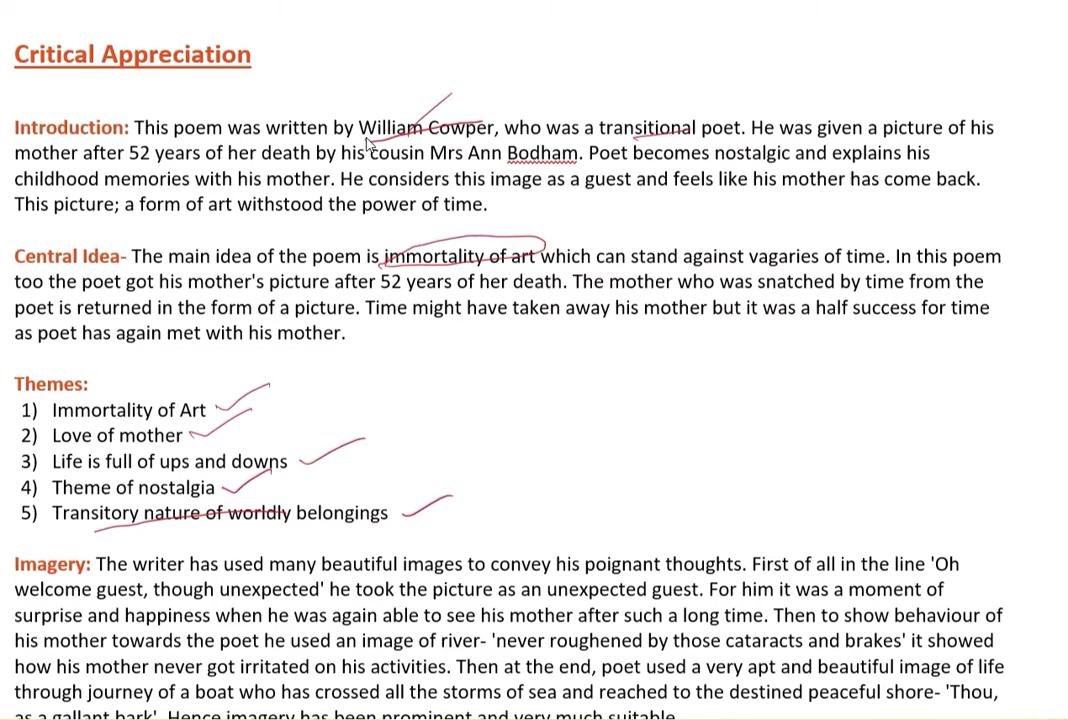 Critical Appreciation
Introduction: This poem was written by William Cowper, who was a transitional poet. He was given a picture of his
mother after 52 years of her death by his cousin Mrs Ann Bodham. Poet becomes nostalgic and explains his
childhood memories with his mother. He considers this image as a guest and feels like his mother has come back.
This picture; a form of art withstood the power of time.
Central Idea- The main idea of the poem is immortality of art which can stand against vagaries of time. In this poem
too the poet got his mother's picture after 52 years of her death. The mother who was snatched by time from the
poet is returned in the form of a picture. Time might have taken away his mother but it was a half success for time
as poet has again met with his mother.
Themes:
1) Immortality of Art
2) Love of mother
3) Life is full of ups and downs
4) Theme of nostalgia
5) Transitory nature of worldly belongings
Imagery: The writer has used many beautiful images to convey his poignant thoughts. First of all in the line 'Oh
welcome guest, though unexpected' he took the picture as an unexpected guest. For him it was a moment of
surprise and happiness when he was again able to see his mother after such a long time. Then to show behaviour of
his mother towards the poet he used an image of river- 'never roughened by those cataracts and brakes' it showed
how his mother never got irritated on his activities. Then at the end, poet used a very apt and beautiful image of life
through journey of a boat who has crossed all the storms of sea and reached to the destined peaceful shore- 'Thou,
as a gallant bark'. Hence imagery has been prominent and very much suitable.